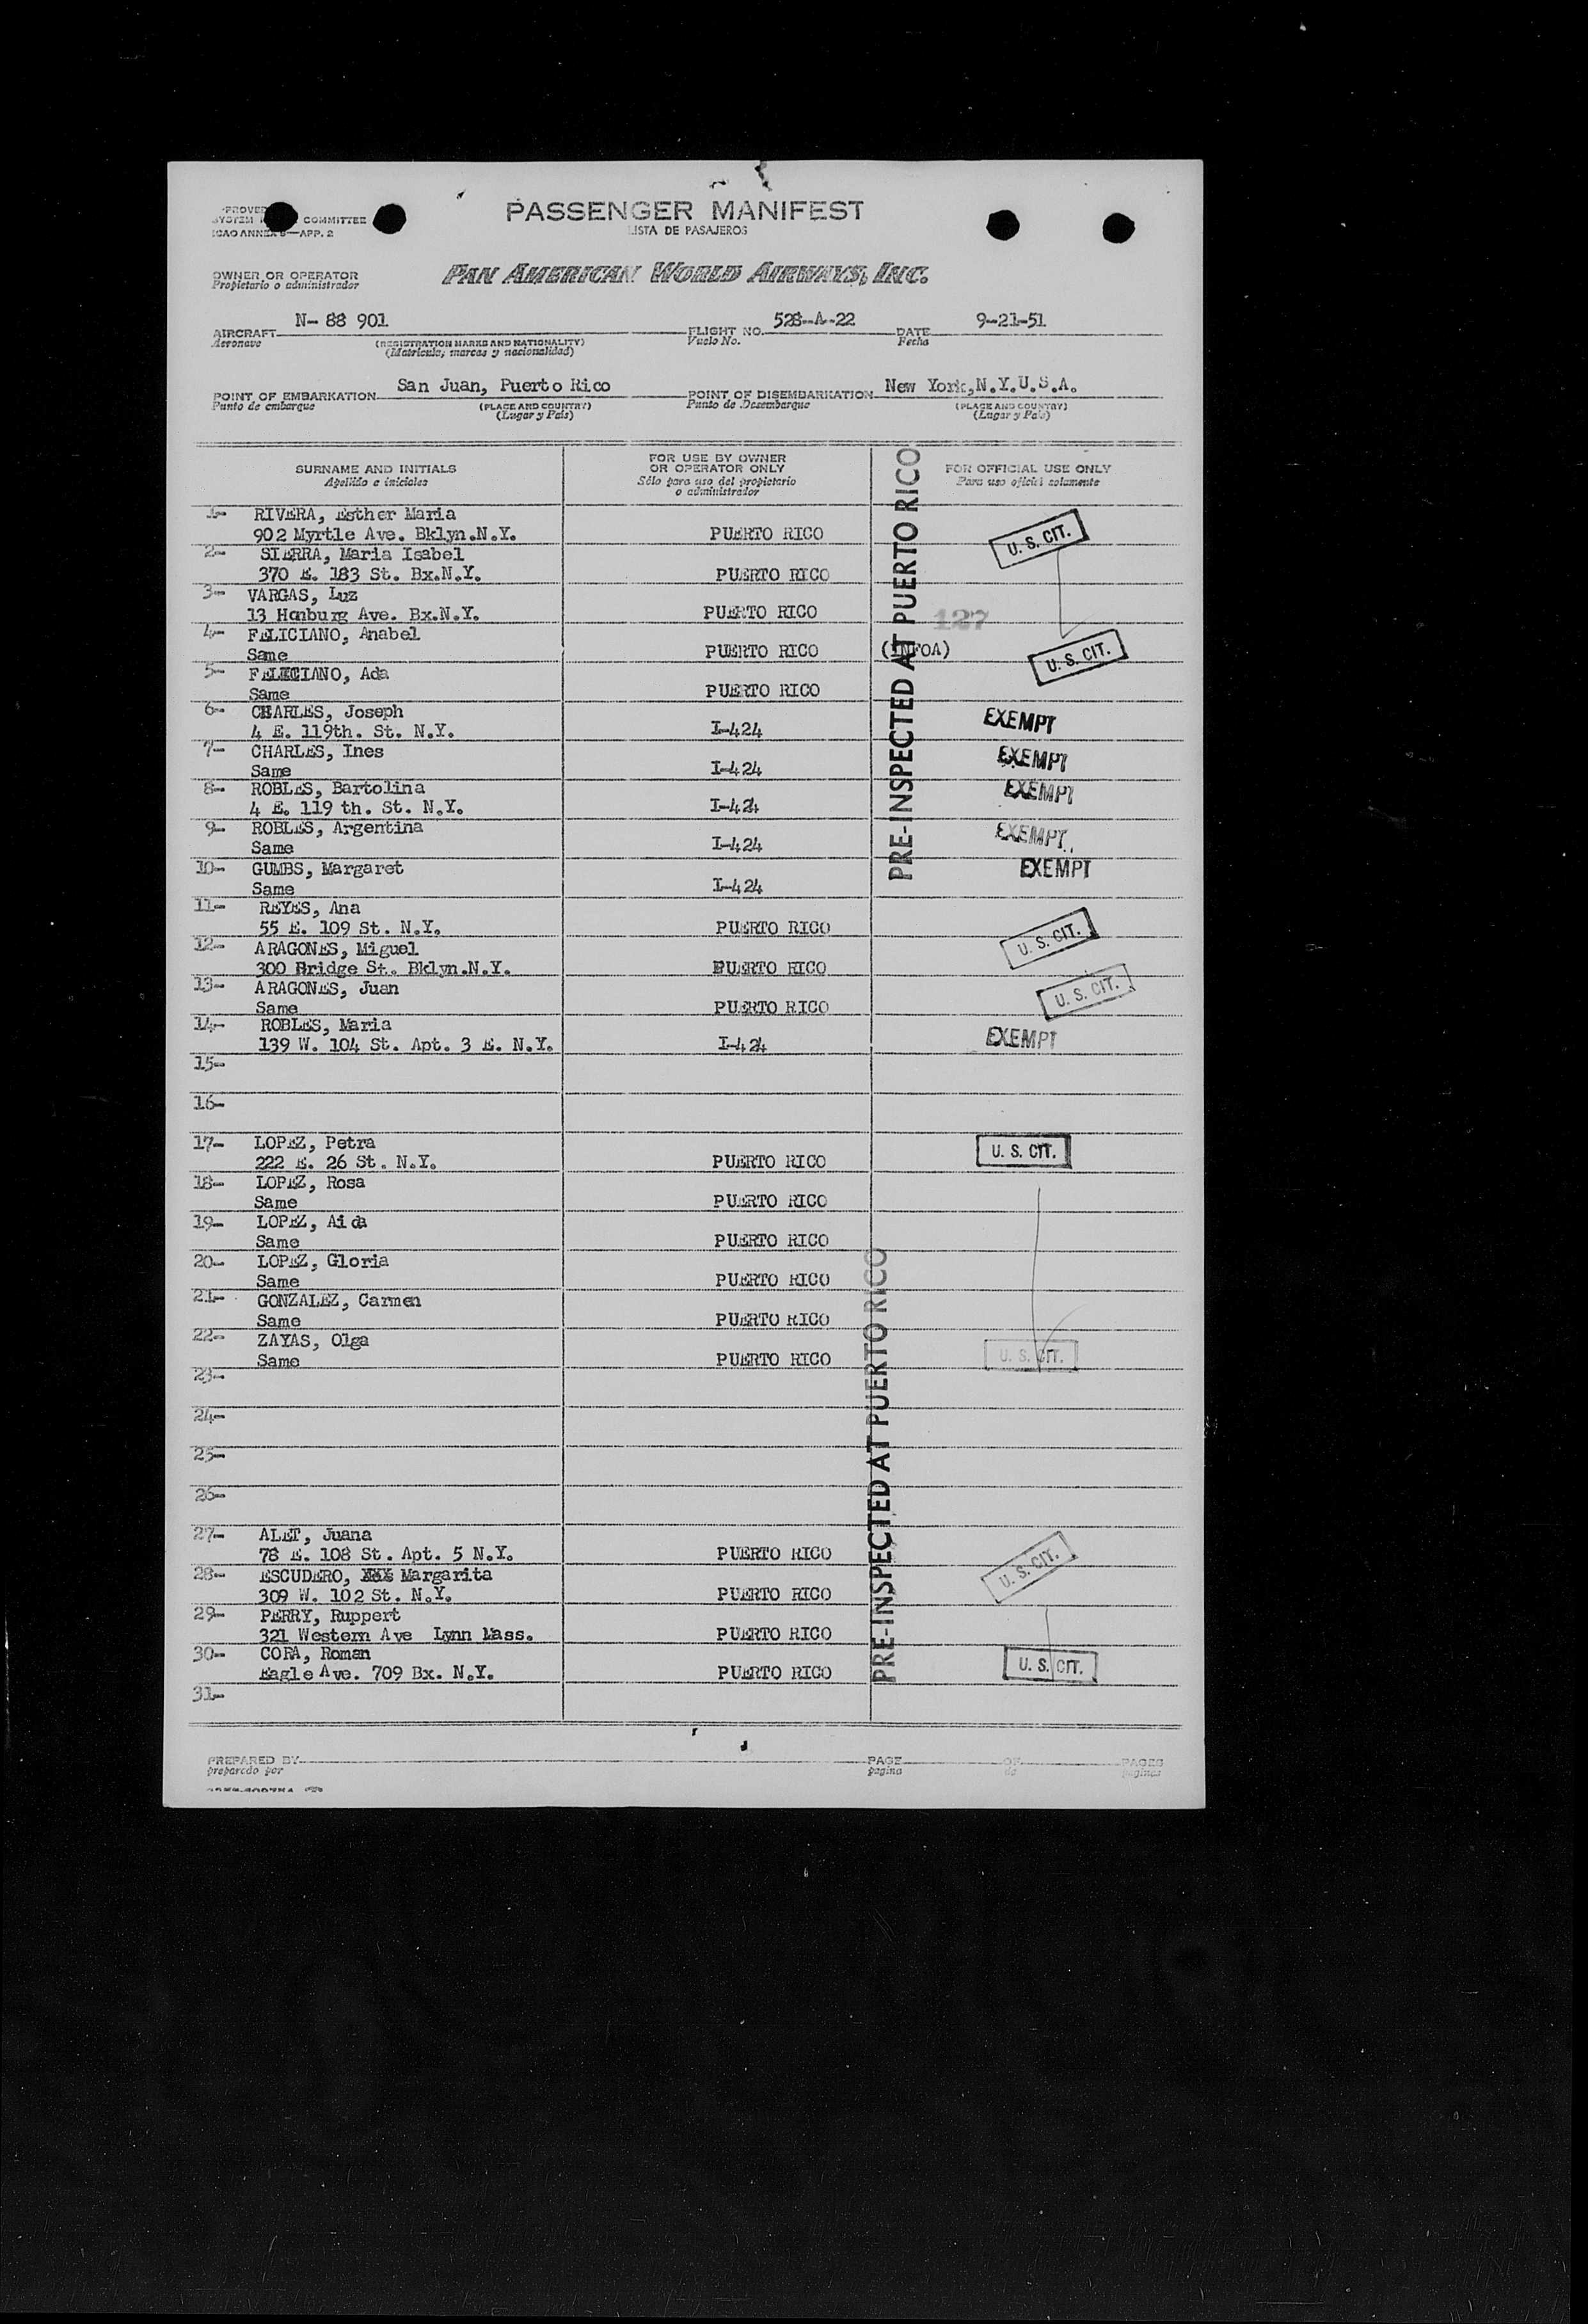 COMMITTEE
ICAO ANNEX 9—APP. 2
PASSENGER MANIFEST
LISTA DE PASAJEROS
OWNER OR OPERATOR
Propietario o administrador
PAN AMERICAN WORLD AIRWAYS, INC.
AIRCRAFT N- 88 901 FLIGHT NO. 528-A-22 DATE 9-21-51
Aeronave (REGISTRATION MARKS AND NATIONALITY) Vuelo No. Fecha
(Matricula, marcas y nacionalidad)
POINT OF EMBARKATION San Juan, Puerto Rico POINT OF DISEMBARKATION New York,N.Y.U.S.A.
Punto de embarque (PLACE AND COUNTRY) Punto de Desembarque (PLACE AND COUNTRY)
(Lugar y Pais) (Lugar y Pais)
SURNAME AND INITIALS
Apellido e iniciales
FOR USE BY OWNER
OR OPERATOR ONLY
Sólo para uso del propietario
o administrador
FOR OFFICIAL USE ONLY
Para uso oficial solamente
PRE-INSPECTED AT PUERTO RICO
1- RIVERA, Esther Maria
902 Myrtle Ave. Bklyn.N.Y. PUERTO RICO U. S. CIT.
2- SIERRA, Maria Isabel
370 E. 183 St. Bx.N.Y. PUERTO RICO
3- VARGAS, Luz
13 Hamburg Ave. Bx.N.Y. PUERTO RICO 127
4- FELICIANO, Anabel
Same PUERTO RICO (INFOA) U. S. CIT.
5- FELICIANO, Ada
Same PUERTO RICO
6- CHARLES, Joseph
4 E. 119th. St. N.Y. I-424 EXEMPT
7- CHARLES, Ines
Same I-424 EXEMPT
8- ROBLES, Bartolina
4 E. 119 th. St. N.Y. I-424 EXEMPT
9- ROBLES, Argentina
Same I-424 EXEMPT
10- GUMBS, Margaret
Same I-424 EXEMPT
11- REYES, Ana
55 E. 109 St. N.Y. PUERTO RICO
12- ARAGONES, Miguel
300 Bridge St. Bklyn.N.Y. PUERTO RICO U. S. CIT.
13- ARAGONES, Juan
Same PUERTO RICO U. S. CIT.
14- ROBLES, Maria
139 W. 104 St. Apt. 3 E. N.Y. I-424 EXEMPT
15-
16-
17- LOPEZ, Petra
222 E. 26 St. N.Y. PUERTO RICO U. S. CIT.
18- LOPEZ, Rosa
Same PUERTO RICO
19- LOPEZ, Aida
Same PUERTO RICO
20- LOPEZ, Gloria
Same PUERTO RICO
21- GONZALEZ, Carmen
Same PUERTO RICO
22- ZAYAS, Olga
Same PUERTO RICO U. S. CIT.
23-
24-
25-
26-
PRE-INSPECTED AT PUERTO RICO
27- ALET, Juana
78 E. 108 St. Apt. 5 N.Y. PUERTO RICO U. S. CIT.
28- ESCUDERO, Margarita
309 W. 102 St. N.Y. PUERTO RICO
29- PERRY, Ruppert
321 Western Ave Lynn Mass. PUERTO RICO
30- CORA, Roman
Eagle Ave. 709 Bx. N.Y. PUERTO RICO U. S. CIT.
31-
PREPARED BY PAGE OF PAGES
preparado por pagina de paginas